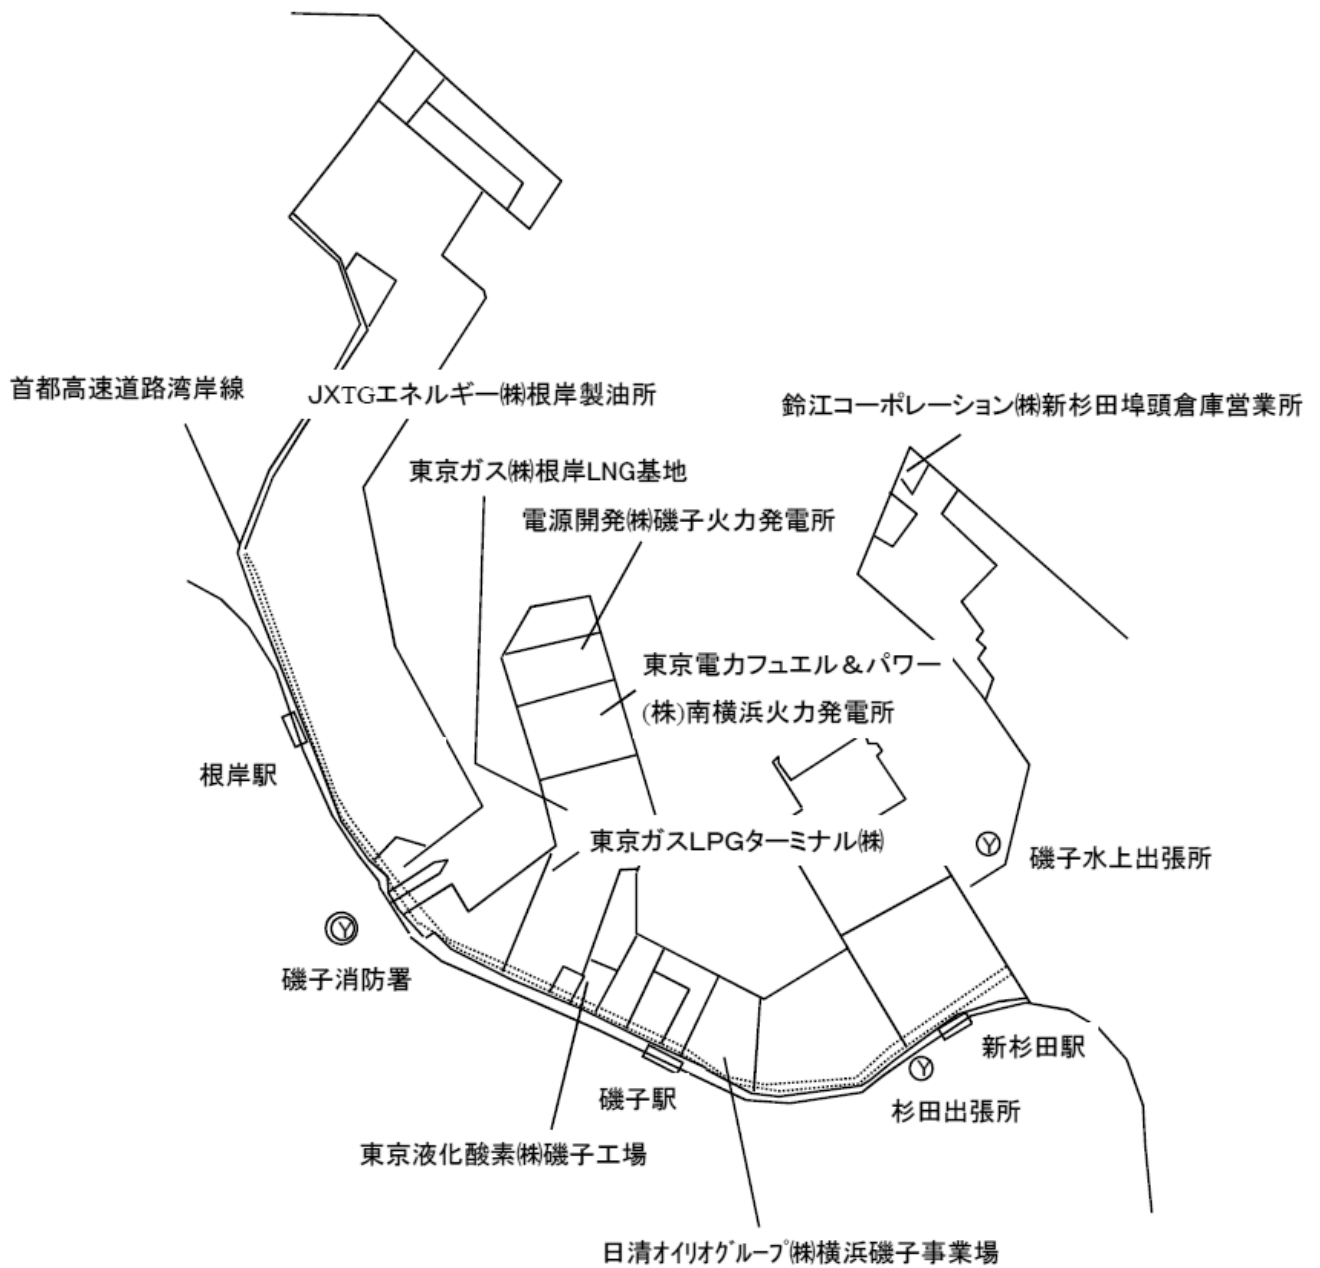 首都高速道路湾岸線
JXTGエネルギー㈱根岸製油所
鈴江コーポレーション㈱新杉田埠頭倉庫営業所
東京ガス㈱根岸LNG基地
電源開発㈱磯子火力発電所
東京電力フュエル＆パワー
(株)南横浜火力発電所
根岸駅
東京ガスLPGターミナル㈱
Y
磯子水上出張所
Y
磯子消防署
新杉田駅
Y
杉田出張所
磯子駅
東京液化酸素㈱磯子工場
日清オイリオグループ㈱横浜磯子事業場